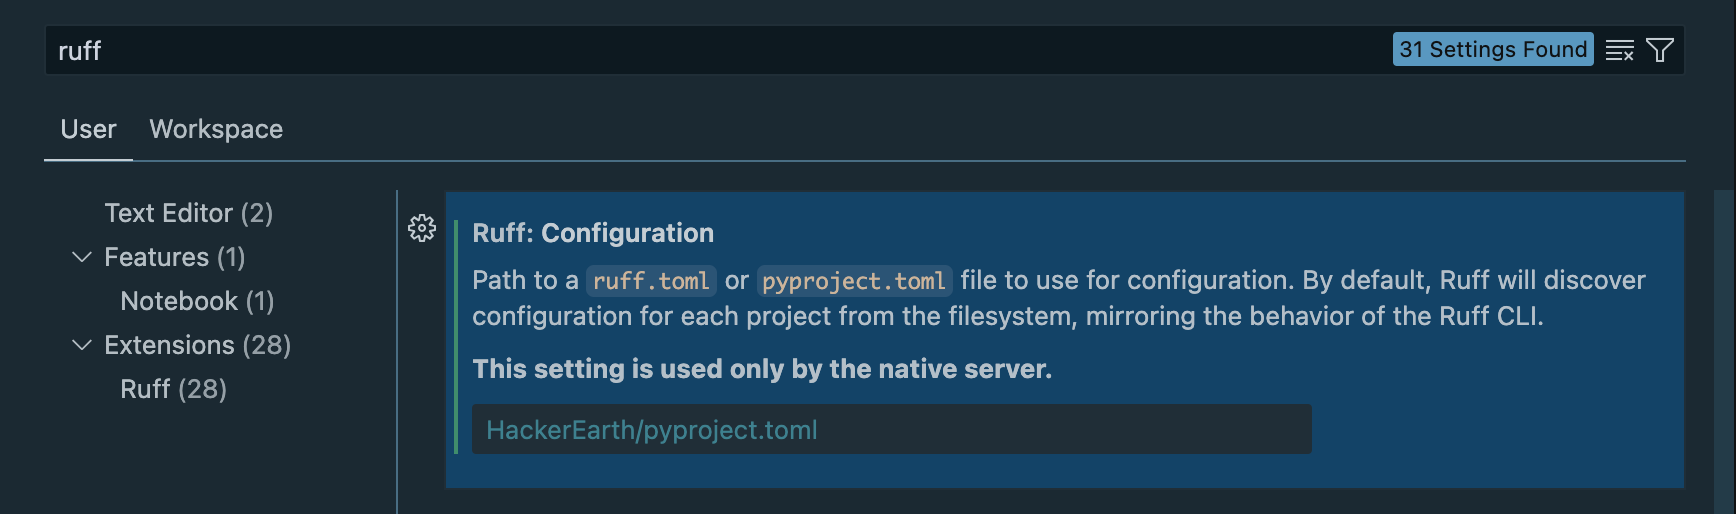 ruff
31 Settings Found
User Workspace
Text Editor (2)
Features (1)
Notebook (1)
Extensions (28)
Ruff (28)
Ruff: Configuration
Path to a ruff.toml or pyproject.toml file to use for configuration. By default, Ruff will discover
configuration for each project from the filesystem, mirroring the behavior of the Ruff CLI.
This setting is used only by the native server.
HackerEarth/pyproject.toml